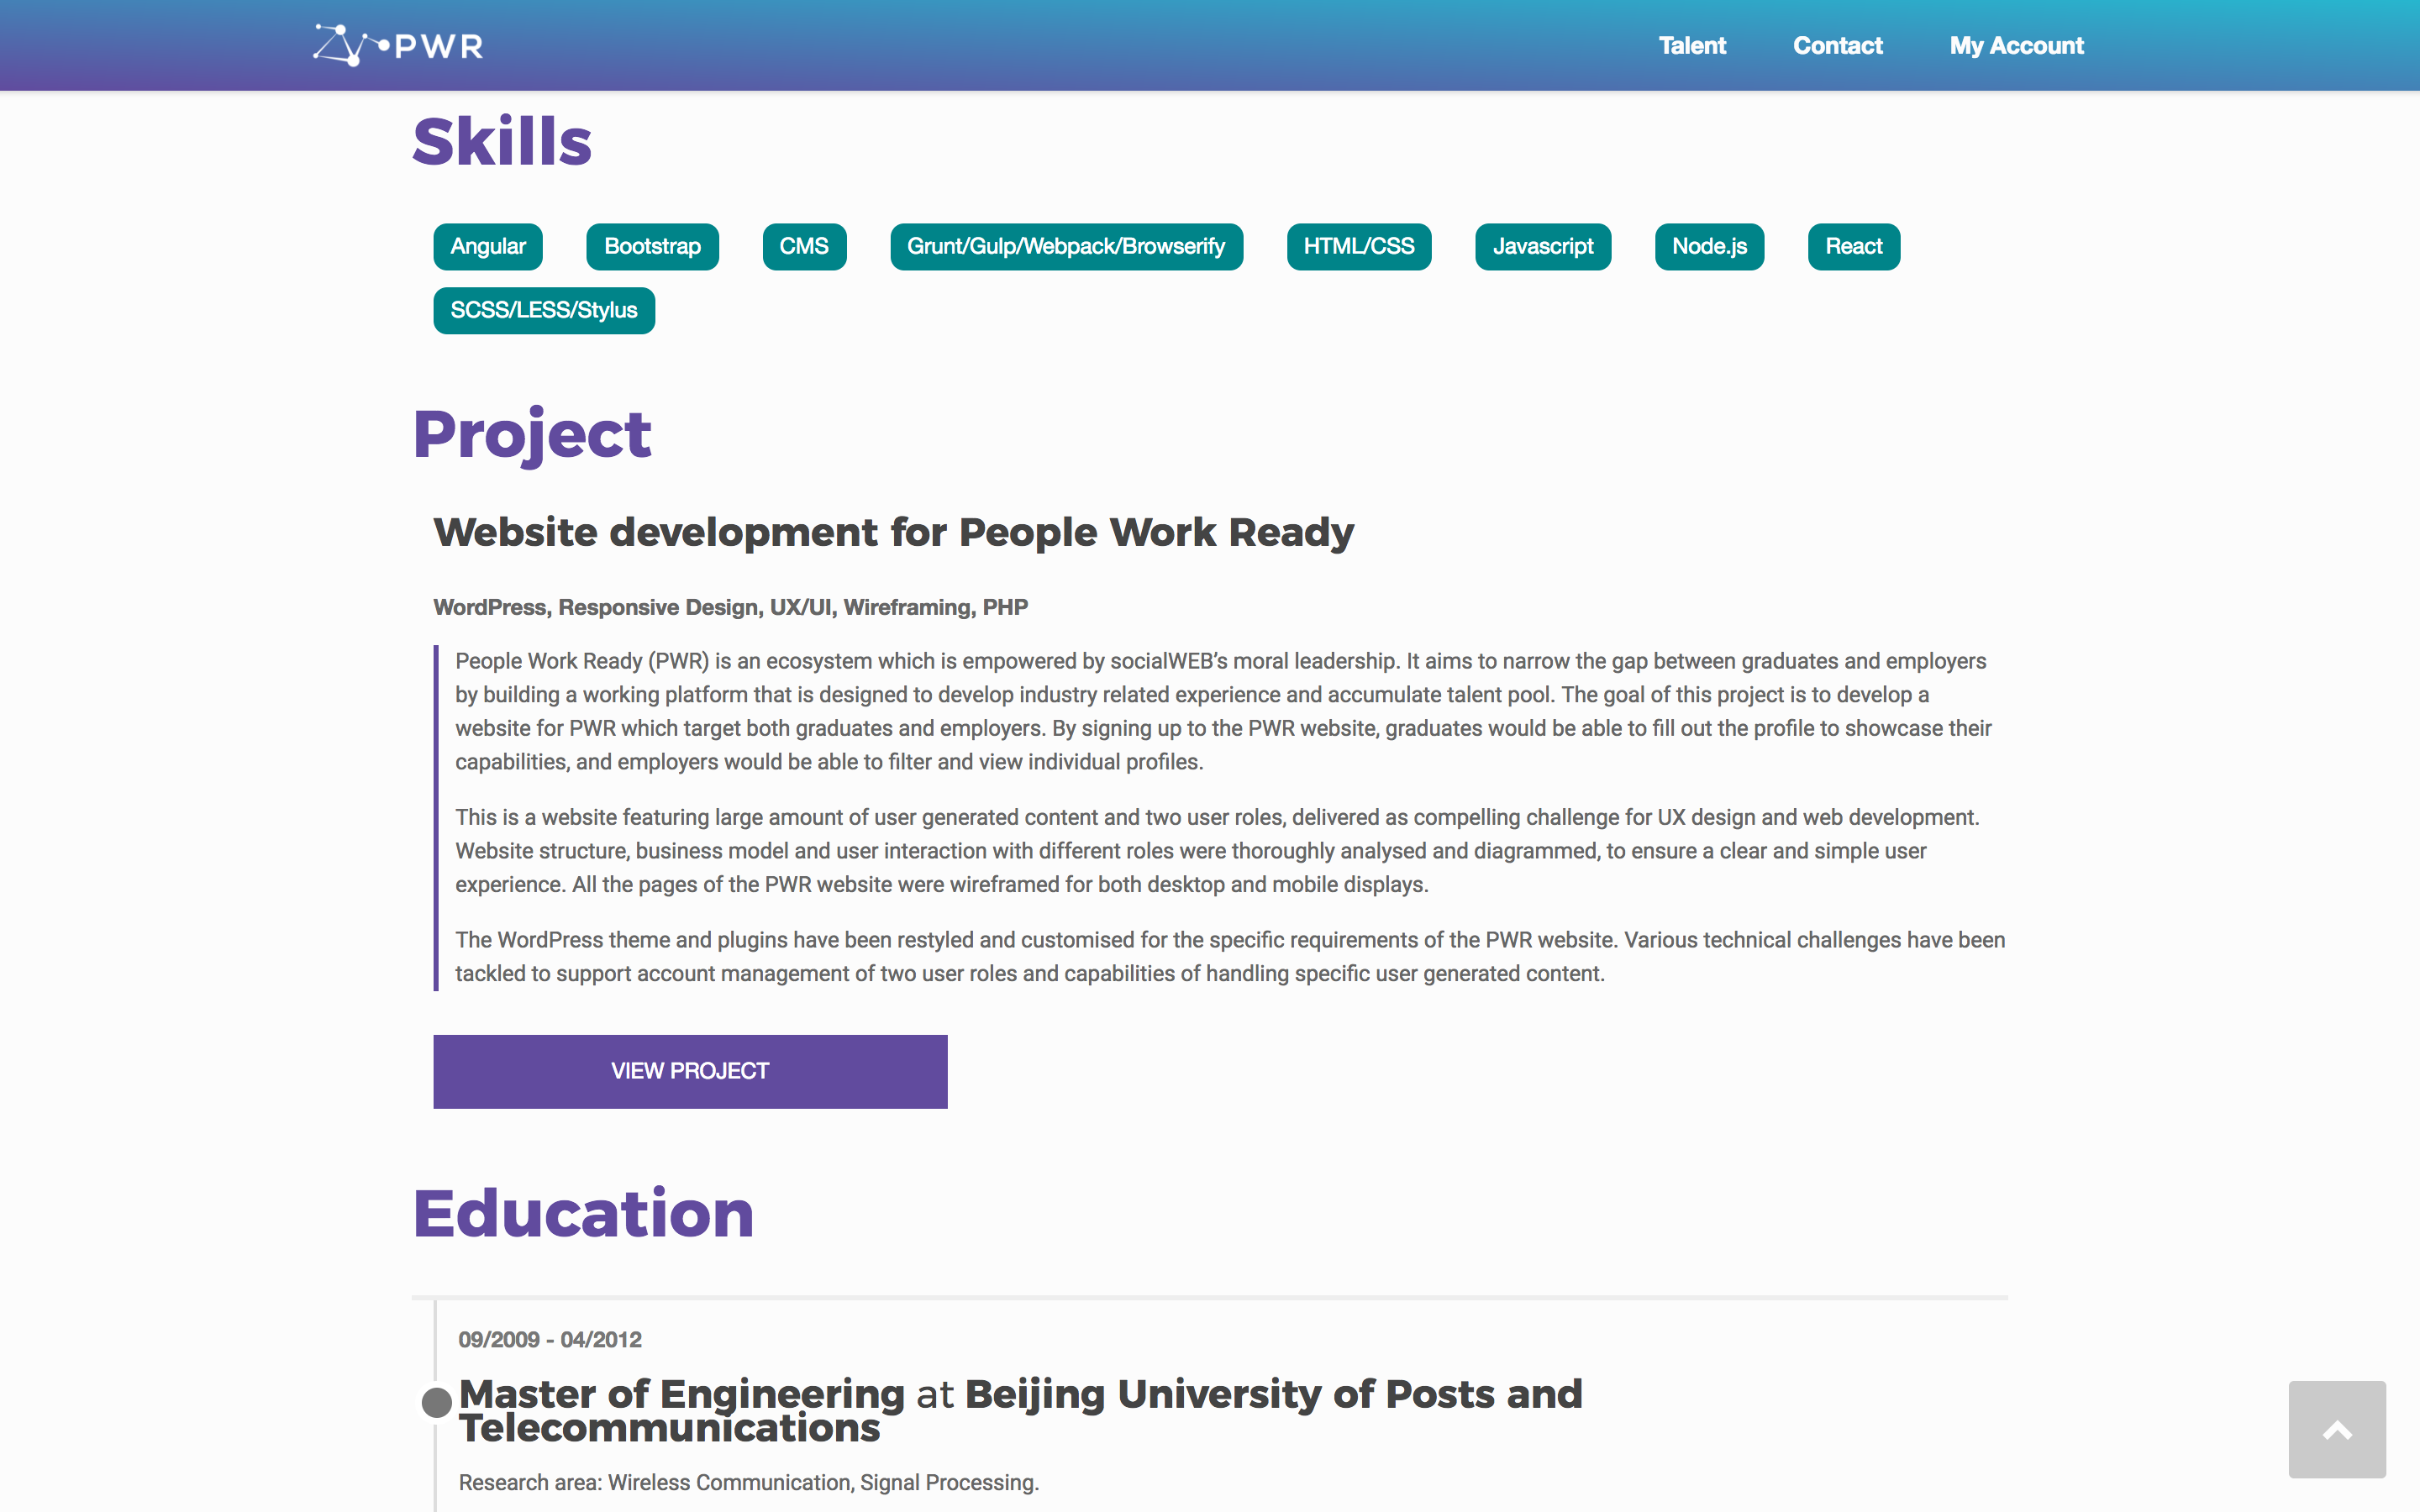 PWR
Talent
Contact
My Account
Skills
Angular
Bootstrap
CMS
Grunt/Gulp/Webpack/Browserify
HTML/CSS
Javascript
Node.js
React
SCSS/LESS/Stylus
Project
Website development for People Work Ready
WordPress, Responsive Design, UX/UI, Wireframing, PHP
People Work Ready (PWR) is an ecosystem which is empowered by socialWEB’s moral leadership. It aims to narrow the gap between graduates and employers
by building a working platform that is designed to develop industry related experience and accumulate talent pool. The goal of this project is to develop a
website for PWR which target both graduates and employers. By signing up to the PWR website, graduates would be able to fill out the profile to showcase their
capabilities, and employers would be able to filter and view individual profiles.
This is a website featuring large amount of user generated content and two user roles, delivered as compelling challenge for UX design and web development.
Website structure, business model and user interaction with different roles were thoroughly analysed and diagrammed, to ensure a clear and simple user
experience. All the pages of the PWR website were wireframed for both desktop and mobile displays.
The WordPress theme and plugins have been restyled and customised for the specific requirements of the PWR website. Various technical challenges have been
tackled to support account management of two user roles and capabilities of handling specific user generated content.
VIEW PROJECT
Education
09/2009 - 04/2012
Master of Engineering at Beijing University of Posts and
Telecommunications
Research area: Wireless Communication, Signal Processing.